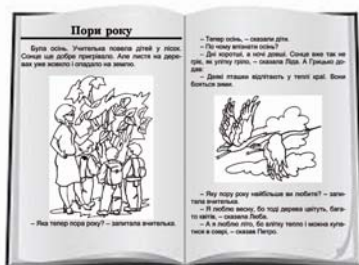 Пори року
Була осінь. Учителька повела дітей у лісок.
Сонце ще добре пригрівало. Але листя на дере-
вах уже жовкло і опадало на землю.
– Яка тепер пора року? – запитала вчителька.
– Тепер осінь, – сказали діти.
– По чому впізнати осінь?
– Дні коротші, а ночі довші. Сонце вже так не
гріє, як улітку гріло, – сказала Ліда. А Грицько до-
дав:
– Деякі пташки відлітають у теплі краї. Вони
бояться зими.
– Яку пору року найбільше ви любите? – запи-
тала вчителька.
– Я люблю весну, бо тоді дерева цвітуть, бага-
то квітів, – сказала Люба.
– А я люблю літо, бо влітку тепло і можна купа-
тися в озері, – сказав Петро.